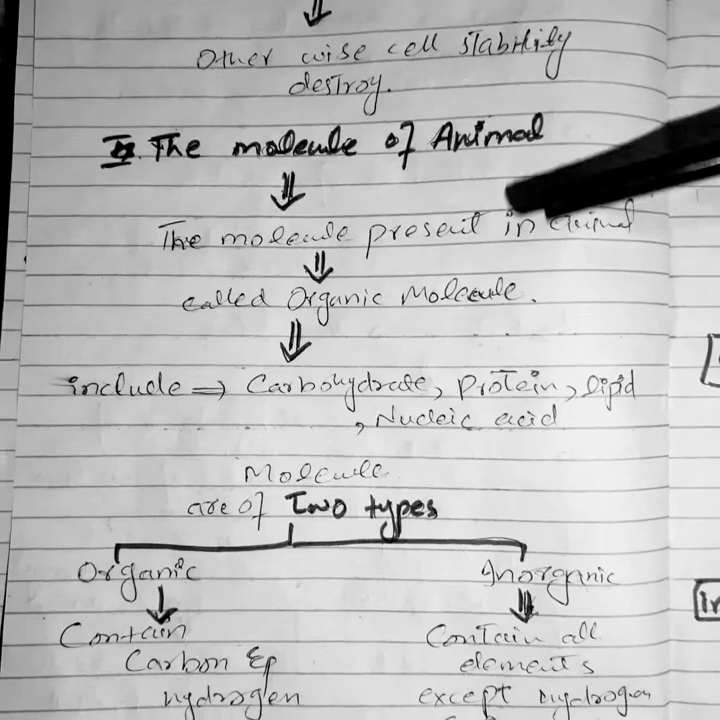 Other wise cell stability
destroy.
The molecule of Animal
The molecule present in animal
called Organic Molecule.
include ⇒ Carbohydrate, Protein, lipid
, Nucleic acid
Molecule
are of Two types
Organic Inorganic
Contain Contain all
Carbon & elements
hydrogen except hydrogen